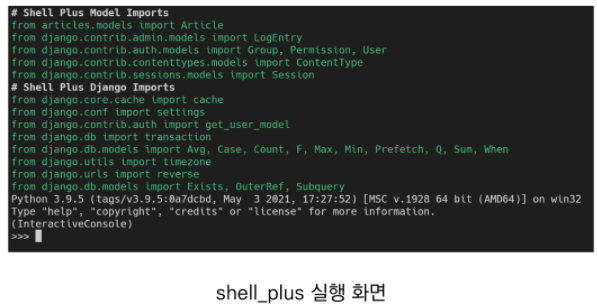 # Shell Plus Model Imports
from articles.models import Article
from django.contrib.admin.models import LogEntry
from django.contrib.auth.models import Group, Permission, User
from django.contrib.contenttypes.models import ContentType
from django.contrib.sessions.models import Session
# Shell Plus Django Imports
from django.core.cache import cache
from django.conf import settings
from django.contrib.auth import get_user_model
from django.db import transaction
from django.db.models import Avg, Case, Count, F, Max, Min, Prefetch, Q, Sum, When
from django.utils import timezone
from django.urls import reverse
from django.db.models import Exists, OuterRef, Subquery
Python 3.9.5 (tags/v3.9.5:0a7dcbd, May  3 2021, 17:27:52) [MSC v.1928 64 bit (AMD64)] on win32
Type "help", "copyright", "credits" or "license" for more information.
(InteractiveConsole)
>>>
shell_plus 실행 화면